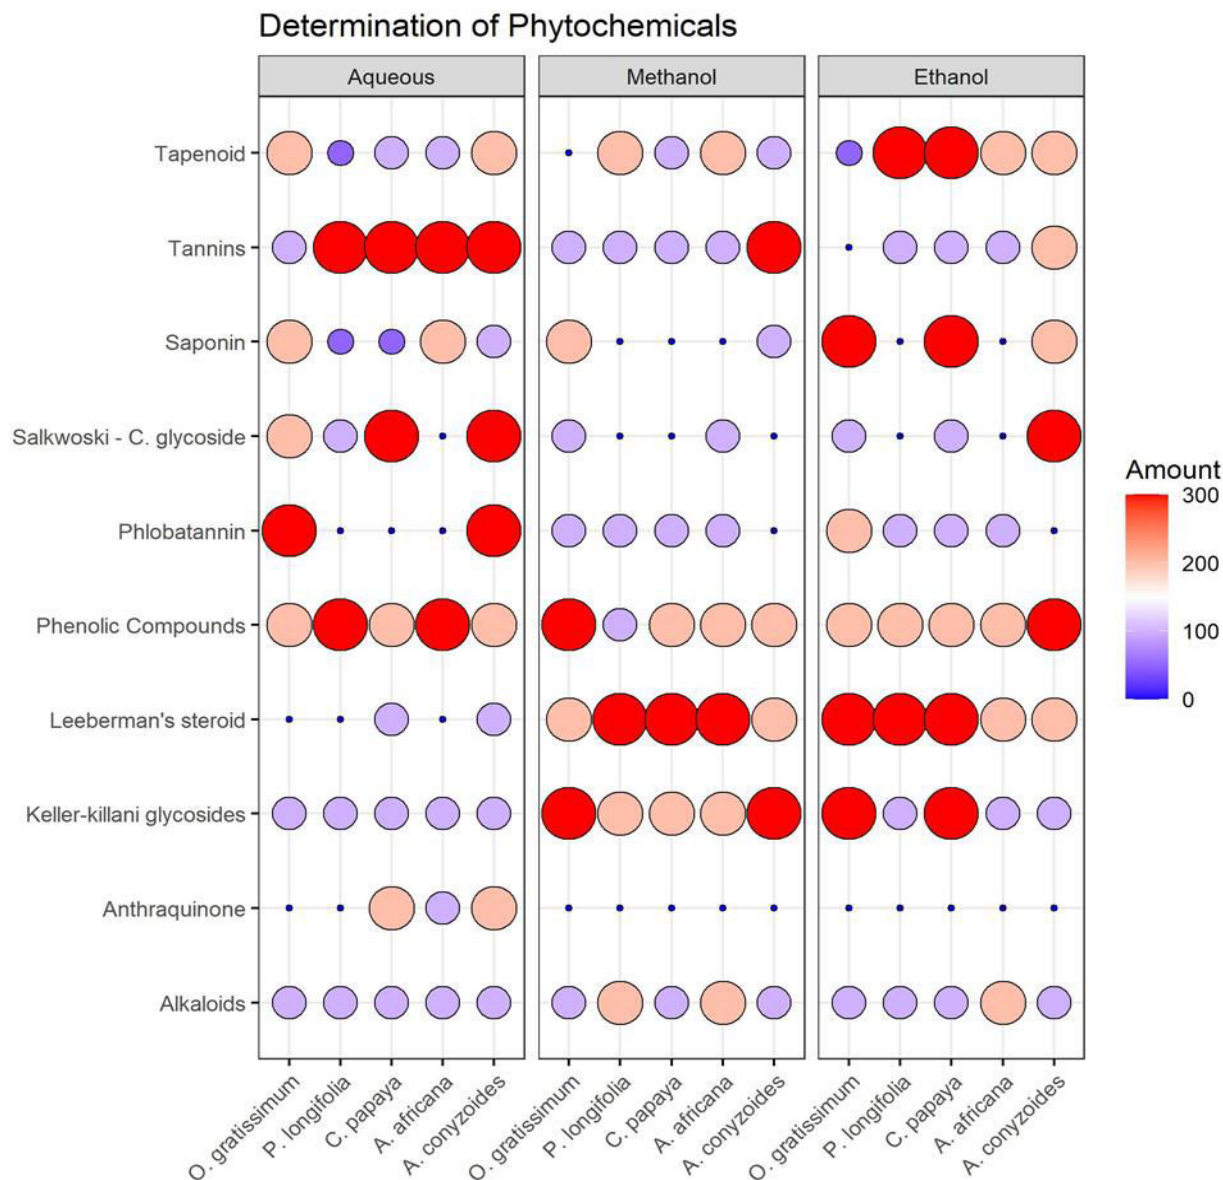 Determination of Phytochemicals
Aqueous
Methanol
Ethanol
Tapenoid
Tannins
Saponin
Salkwoski - C. glycoside
Phlobatannin
Phenolic Compounds
Leeberman's steroid
Keller-killani glycosides
Anthraquinone
Alkaloids
O. gratissimum
P. longifolia
C. papaya
A. africana
A. conyzoides
O. gratissimum
P. longifolia
C. papaya
A. africana
A. conyzoides
O. gratissimum
P. longifolia
C. papaya
A. africana
A. conyzoides
Amount
300
200
100
0